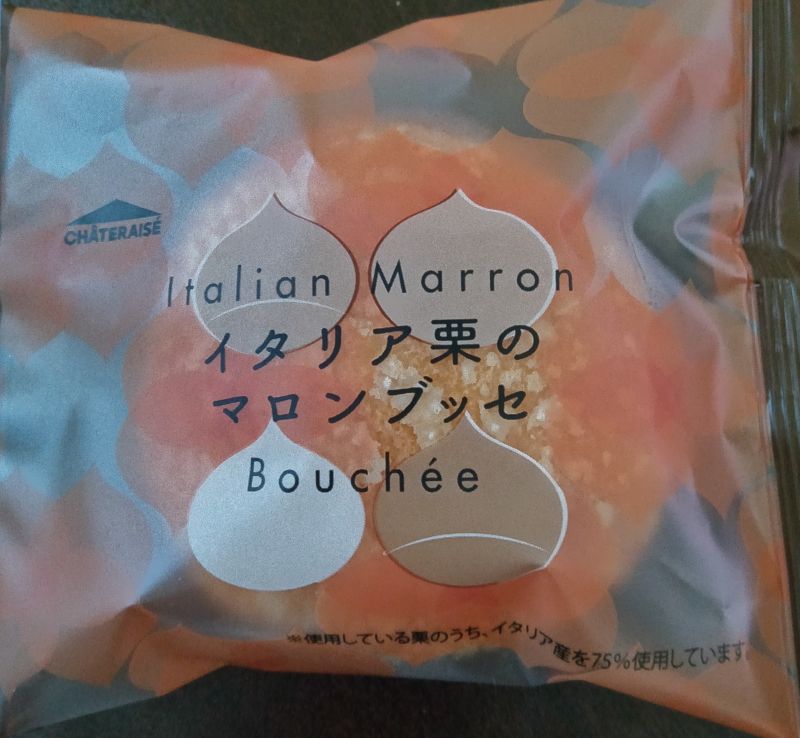 CHÂTERAISÉ
Italian Marron
イタリア栗の
マロンブッセ
Bouchée
※使用している栗のうち、イタリア産を75%使用しています。